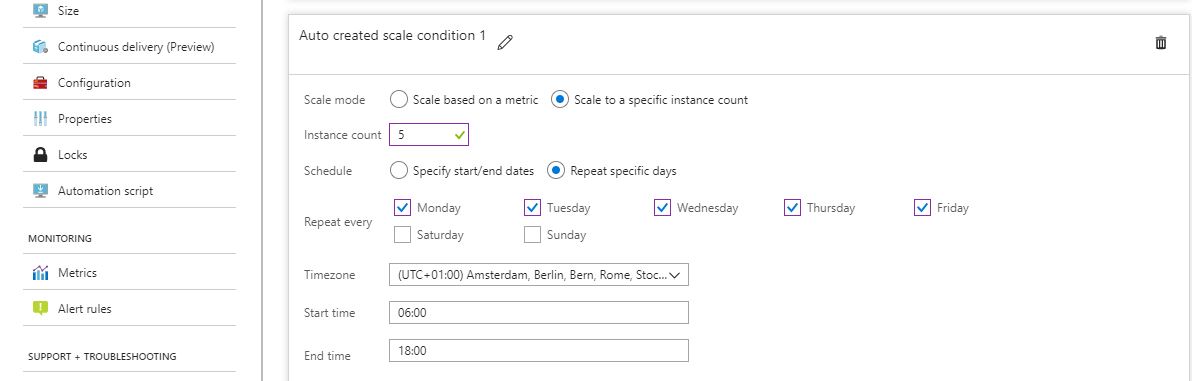 Size
Continuous delivery (Preview)
Configuration
Properties
Locks
Automation script
MONITORING
Metrics
Alert rules
SUPPORT + TROUBLESHOOTING
Auto created scale condition 1
Scale mode Scale based on a metric Scale to a specific instance count
Instance count 5
Schedule Specify start/end dates Repeat specific days
Repeat every Monday Tuesday Wednesday Thursday Friday
Saturday Sunday
Timezone (UTC+01:00) Amsterdam, Berlin, Bern, Rome, Stoc...
Start time 06:00
End time 18:00